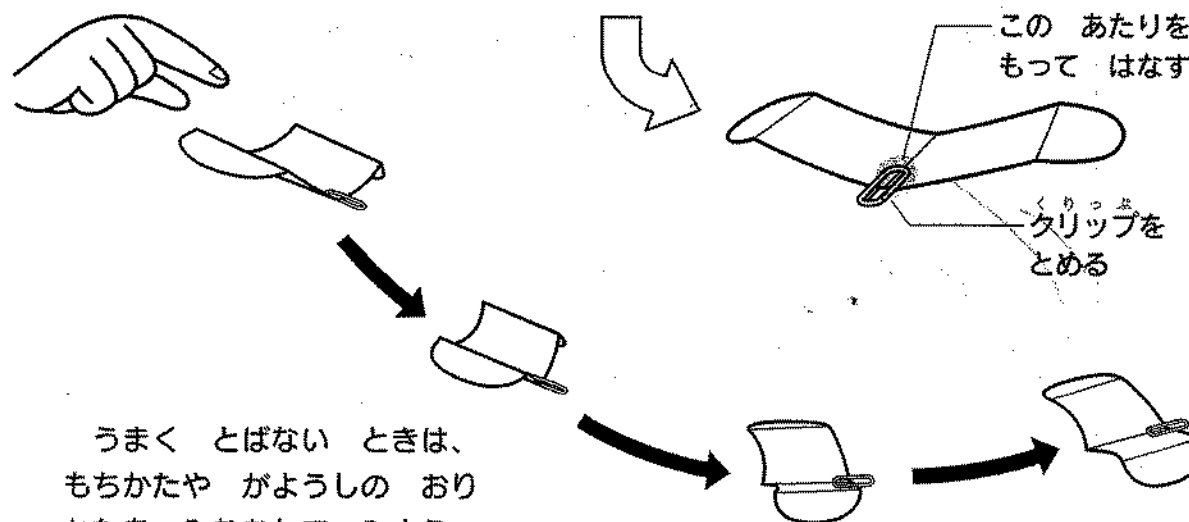 この あたりを
もって はなす
くりっぷ
クリップを
とめる
うまく とばない ときは、
もちかたや がようしの おり